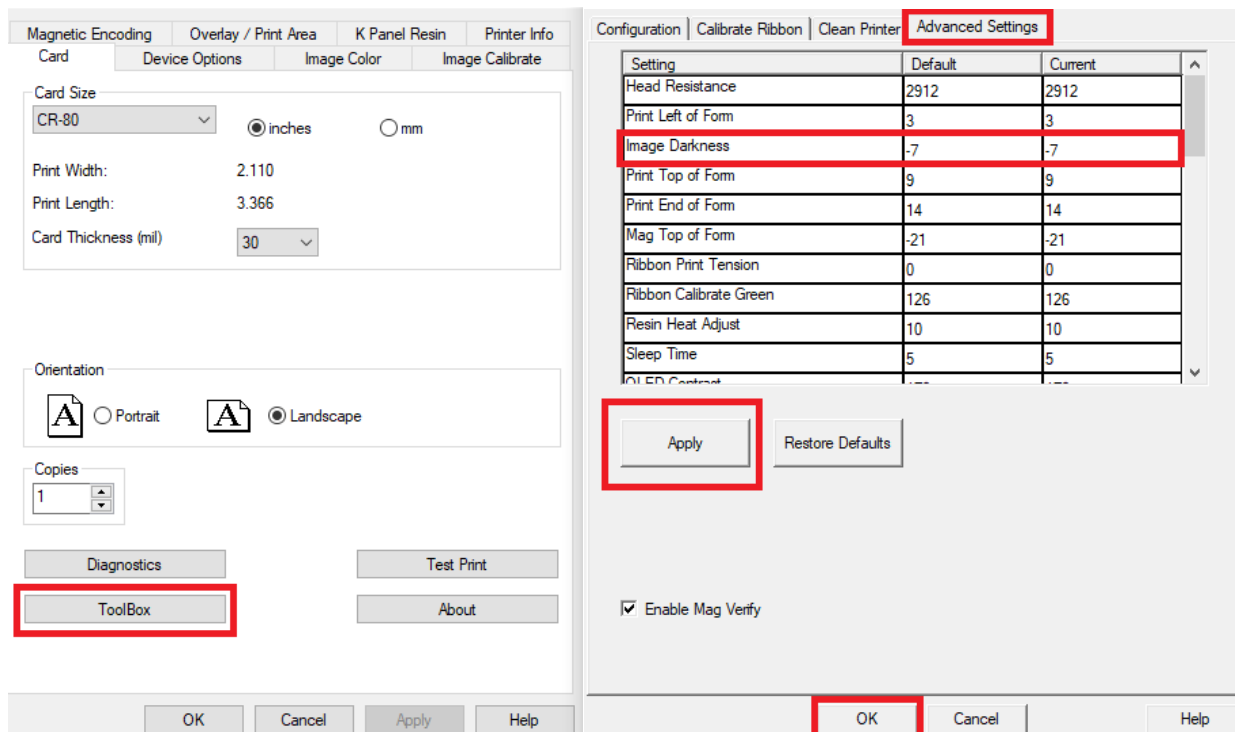 Magnetic Encoding Overlay / Print Area K Panel Resin Printer Info
Card Device Options Image Color Image Calibrate
Card Size
CR-80 inches mm
Print Width: 2.110
Print Length: 3.366
Card Thickness (mil) 30
Orientation
A Portrait A Landscape
Copies
1
Diagnostics Test Print
ToolBox About
OK Cancel Apply Help
Configuration Calibrate Ribbon Clean Printer Advanced Settings
Setting Default Current
Head Resistance 2912 2912
Print Left of Form 3 3
Image Darkness -7 -7
Print Top of Form 9 9
Print End of Form 14 14
Mag Top of Form -21 -21
Ribbon Print Tension 0 0
Ribbon Calibrate Green 126 126
Resin Heat Adjust 10 10
Sleep Time 5 5
OLED Contrast
Apply Restore Defaults
Enable Mag Verify
OK Cancel Help